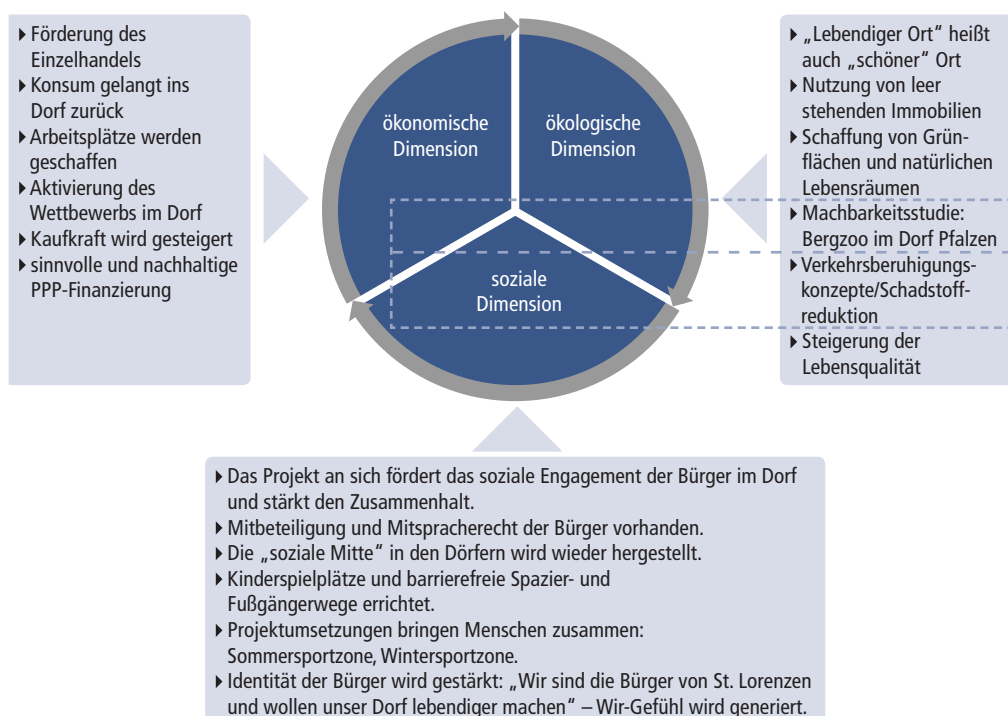 ▸ Förderung des
Einzelhandels
▸ Konsum gelangt ins
Dorf zurück
▸ Arbeitsplätze werden
geschaffen
▸ Aktivierung des
Wettbewerbs im Dorf
▸ Kaufkraft wird gesteigert
▸ sinnvolle und nachhaltige
PPP-Finanzierung
ökonomische
Dimension
ökologische
Dimension
soziale
Dimension
▸ „Lebendiger Ort“ heißt
auch „schöner“ Ort
▸ Nutzung von leer
stehenden Immobilien
▸ Schaffung von Grün-
flächen und natürlichen
Lebensräumen
▸ Machbarkeitsstudie:
Bergzoo im Dorf Pfalzen
▸ Verkehrsberuhigungs-
konzepte/Schadstoff-
reduktion
▸ Steigerung der
Lebensqualität
▸ Das Projekt an sich fördert das soziale Engagement der Bürger im Dorf
und stärkt den Zusammenhalt.
▸ Mitbeteiligung und Mitspracherecht der Bürger vorhanden.
▸ Die „soziale Mitte“ in den Dörfern wird wieder hergestellt.
▸ Kinderspielplätze und barrierefreie Spazier- und
Fußgängerwege errichtet.
▸ Projektumsetzungen bringen Menschen zusammen:
Sommersportzone, Wintersportzone.
▸ Identität der Bürger wird gestärkt: „Wir sind die Bürger von St. Lorenzen
und wollen unser Dorf lebendiger machen“ – Wir-Gefühl wird generiert.